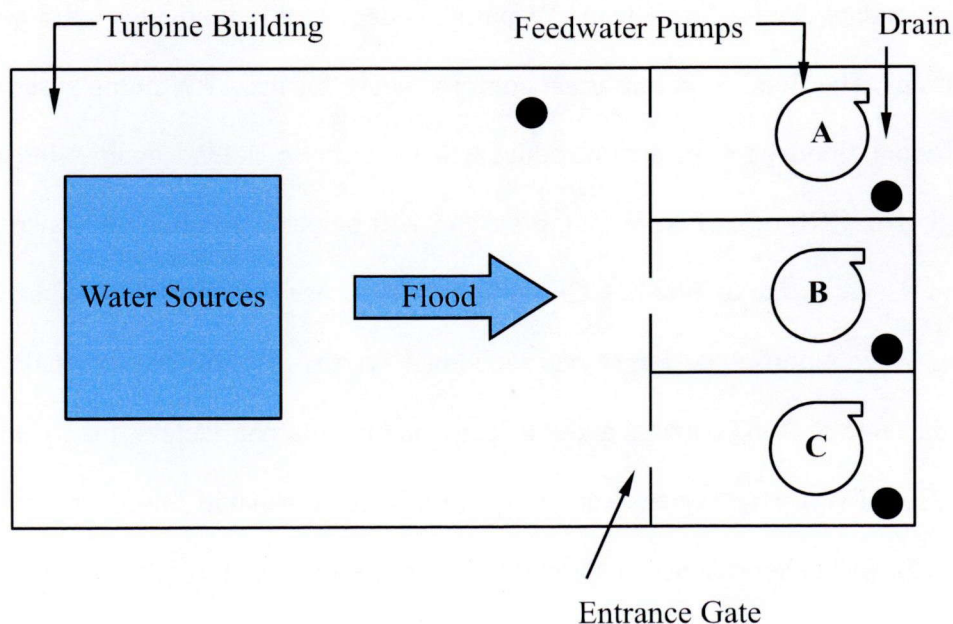 Turbine Building
Feedwater Pumps
Drain
A
Water Sources
Flood
B
C
Entrance Gate